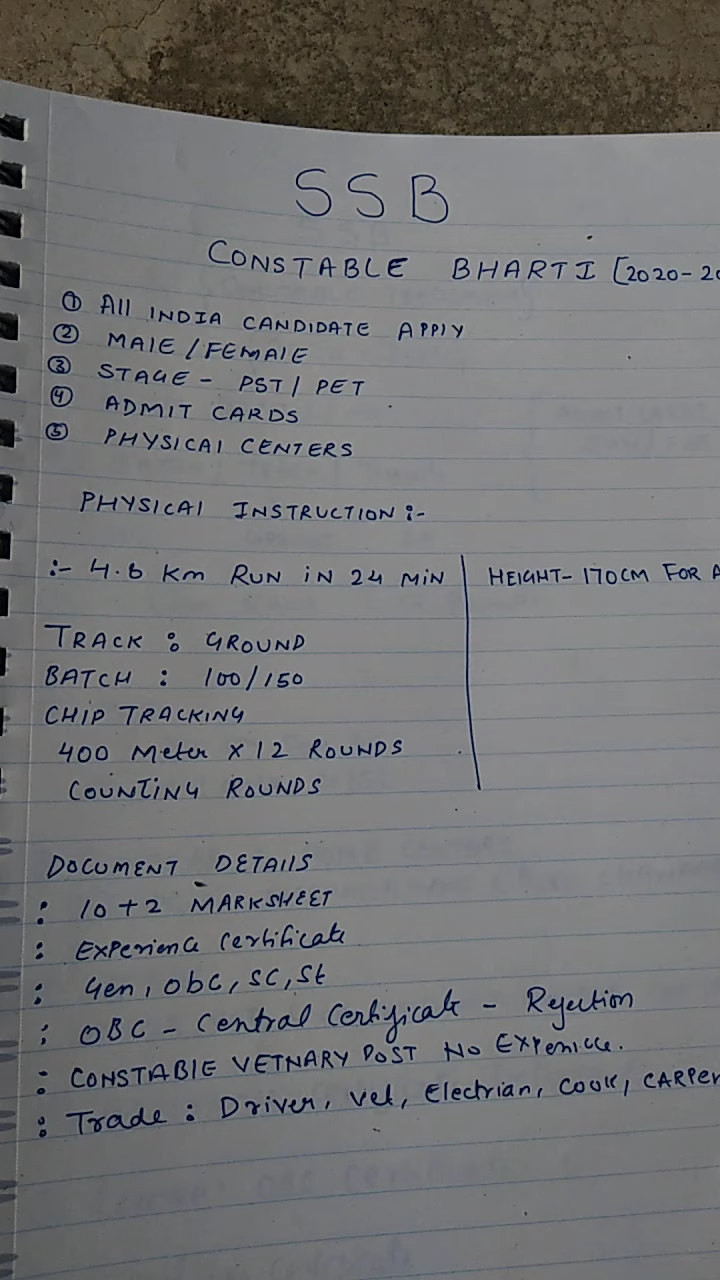 SSB
CONSTABLE BHARTI [2020-20
① All INDIA CANDIDATE APPlY
② MAlE / FEMAlE
③ STAGE - PST / PET
④ ADMIT CARDS
⑤ PHYSICAl CENTERS
PHYSICAl INSTRUCTION :-
:- 4.8 Km RUN iN 24 MiN
HEIGHT- 170CM FOR A
TRACK : GROUND
BATCH : 100/150
CHIP TRACKING
400 Meter X 12 ROUNDS
COUNTiNG ROUNDS
DOCUMENT DETAIlS
: 10+2 MARKSHEET
: Experience Certificate
: Gen, Obc, SC, St
: OBC - Central Certificate - Rejection
: CONSTABlE VETNARY POST No EXPenicce.
: Trade : Driver, Vet, Electrian, Cook, CARPEN